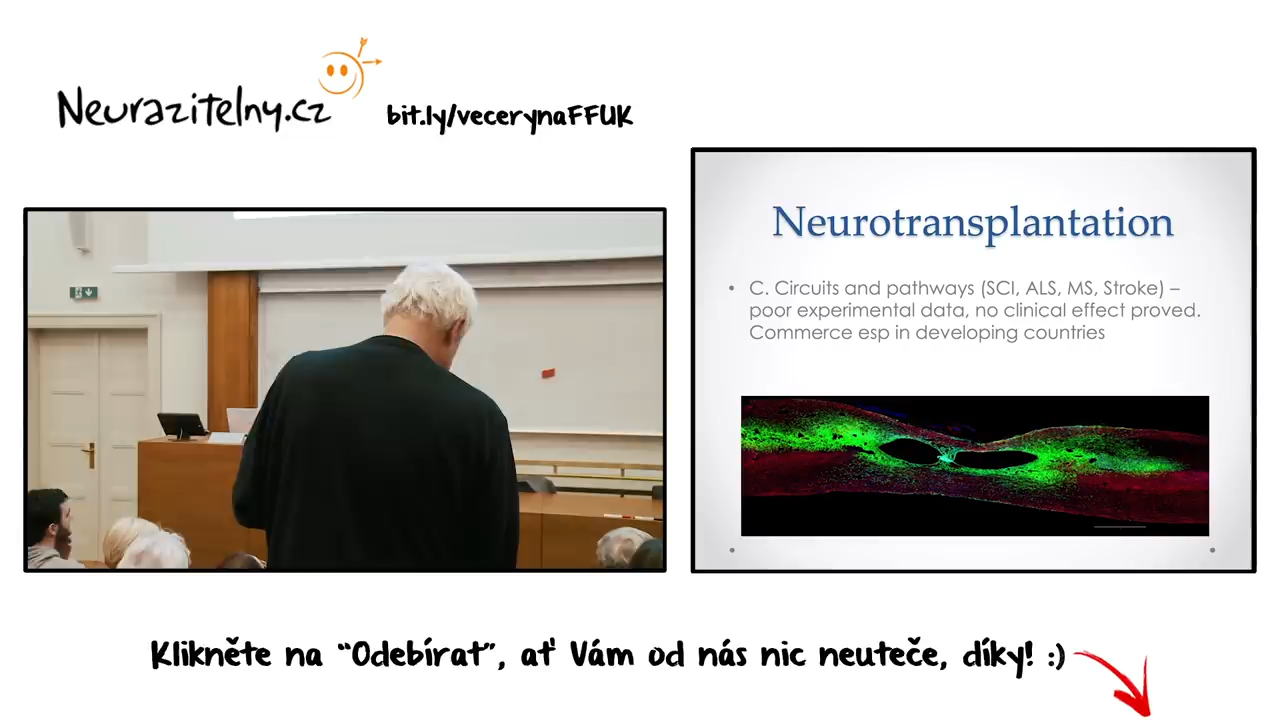 Neurazitelny.cz
bit.ly/vecerynaFFUK
Neurotransplantation
• C. Circuits and pathways (SCI, ALS, MS, Stroke) –
poor experimental data, no clinical effect proved.
Commerce esp in developing countries
Klikněte na “Odebírat”, ať Vám od nás nic neuteče, díky! :)